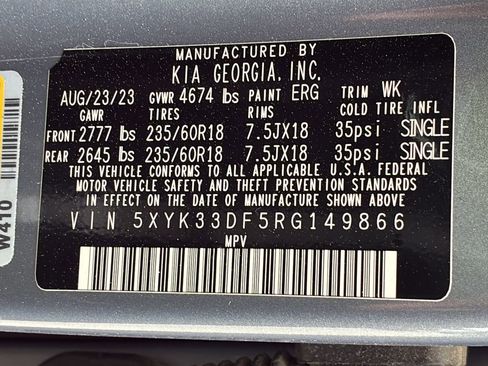 MANUFACTURED BY
KIA GEORGIA, INC.
AUG/23/23 GVWR 4674 lbs PAINT ERG TRIM WK
GAWR TIRES RIMS COLD TIRE INFL
FRONT 2777 lbs 235/60R18 7.5JX18 35psi SINGLE
REAR 2645 lbs 235/60R18 7.5JX18 35psi SINGLE
THIS VEHICLE CONFORMS TO ALL APPLICABLE U.S.A. FEDERAL
MOTOR VEHICLE SAFETY, BUMPER, AND THEFT PREVENTION STANDARDS
IN EFFECT ON THE DATE OF MANUFACTURE SHOWN ABOVE
VIN 5XYK33DF5RG149866
MPV
W410